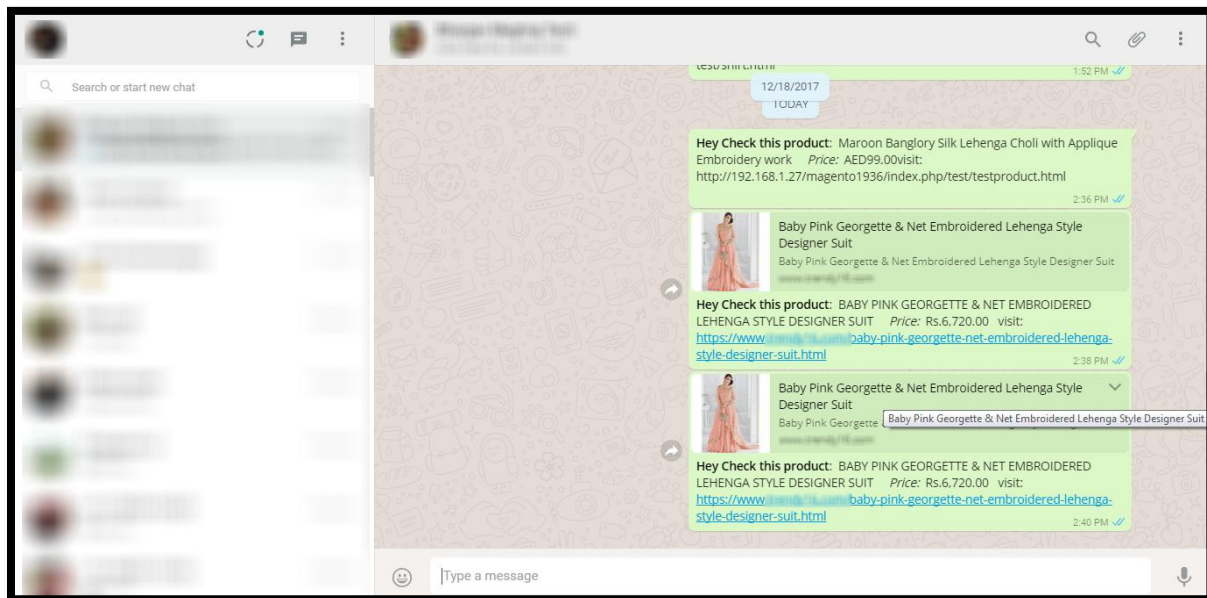 Search or start new chat
test/shirt.html
1:52 PM
12/18/2017
TODAY
Hey Check this product: Maroon Banglory Silk Lehenga Choli with Applique
Embroidery work Price: AED99.00visit:
http://192.168.1.27/magento1936/index.php/test/testproduct.html
2:36 PM
Baby Pink Georgette & Net Embroidered Lehenga Style
Designer Suit
Baby Pink Georgette & Net Embroidered Lehenga Style Designer Suit
Hey Check this product: BABY PINK GEORGETTE & NET EMBROIDERED
LEHENGA STYLE DESIGNER SUIT Price: Rs.6,720.00 visit:
https://www baby-pink-georgette-net-embroidered-lehenga-
style-designer-suit.html
2:38 PM
Baby Pink Georgette & Net Embroidered Lehenga Style
Designer Suit
Baby Pink Georgette
Baby Pink Georgette & Net Embroidered Lehenga Style Designer Suit
Hey Check this product: BABY PINK GEORGETTE & NET EMBROIDERED
LEHENGA STYLE DESIGNER SUIT Price: Rs.6,720.00 visit:
https://www baby-pink-georgette-net-embroidered-lehenga-
style-designer-suit.html
2:40 PM
Type a message